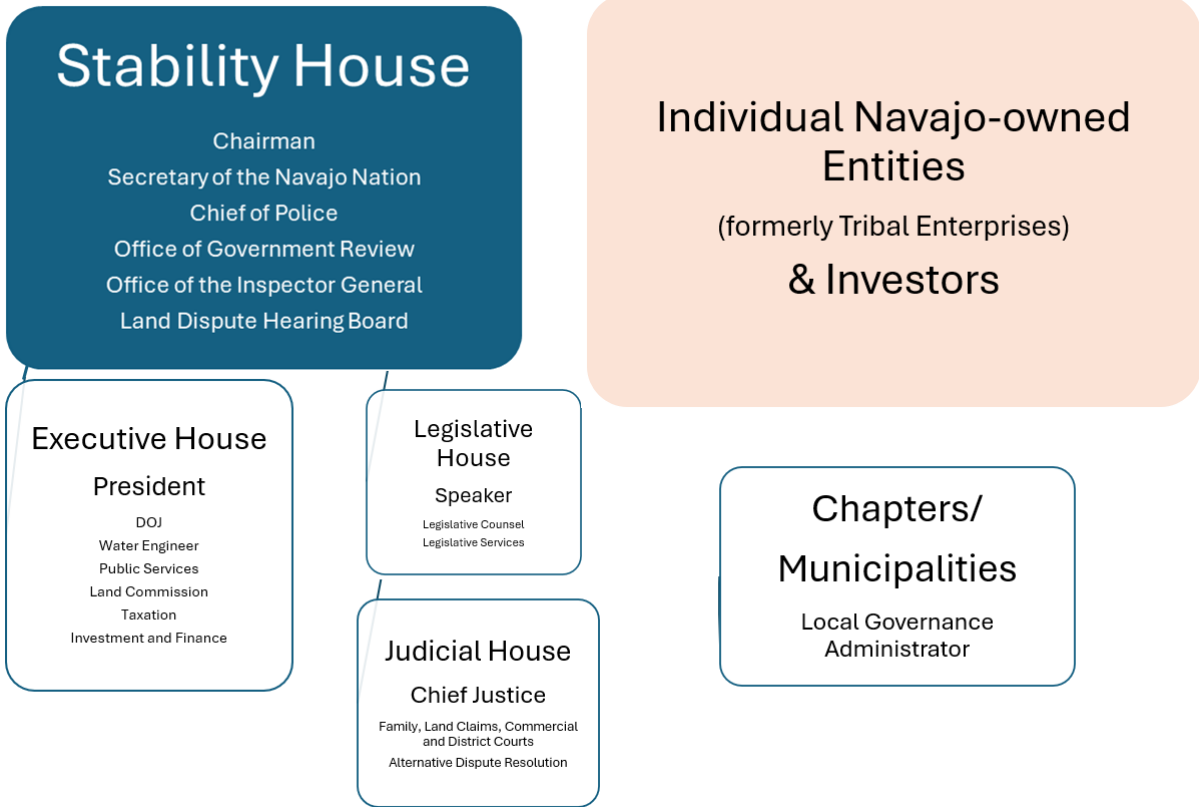 Stability House
Chairman
Secretary of the Navajo Nation
Chief of Police
Office of Government Review
Office of the Inspector General
Land Dispute Hearing Board
Individual Navajo-owned
Entities
(formerly Tribal Enterprises)
& Investors
Executive House
President
DOJ
Water Engineer
Public Services
Land Commission
Taxation
Investment and Finance
Legislative
House
Speaker
Legislative Counsel
Legislative Services
Judicial House
Chief Justice
Family, Land Claims, Commercial
and District Courts
Alternative Dispute Resolution
Chapters/
Municipalities
Local Governance
Administrator